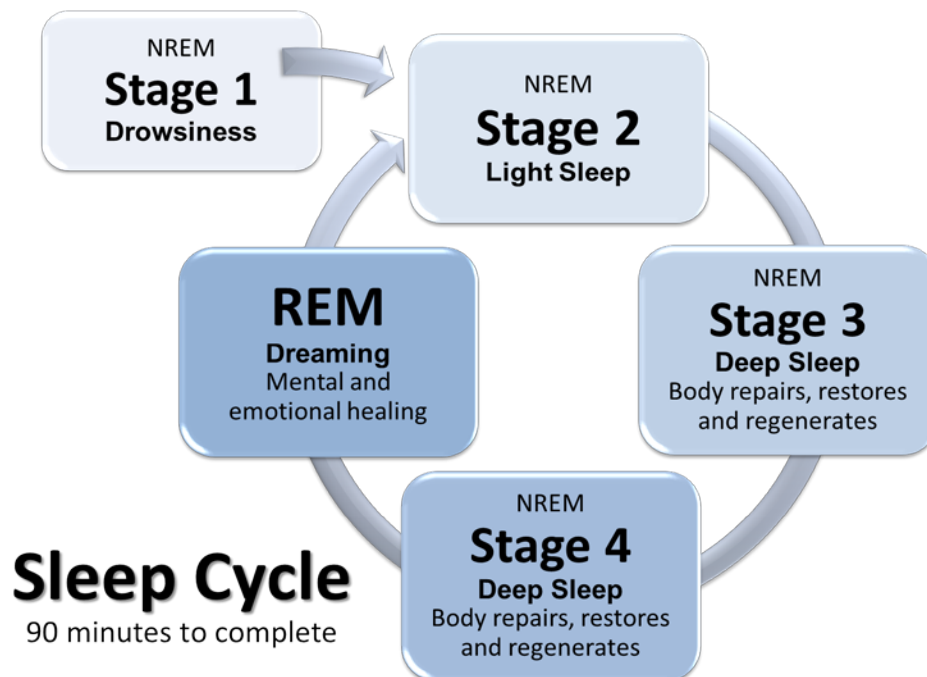 NREM
Stage 1
Drowsiness
NREM
Stage 2
Light Sleep
NREM
Stage 3
Deep Sleep
Body repairs, restores
and regenerates
NREM
Stage 4
Deep Sleep
Body repairs, restores
and regenerates
REM
Dreaming
Mental and
emotional healing
Sleep Cycle
90 minutes to complete